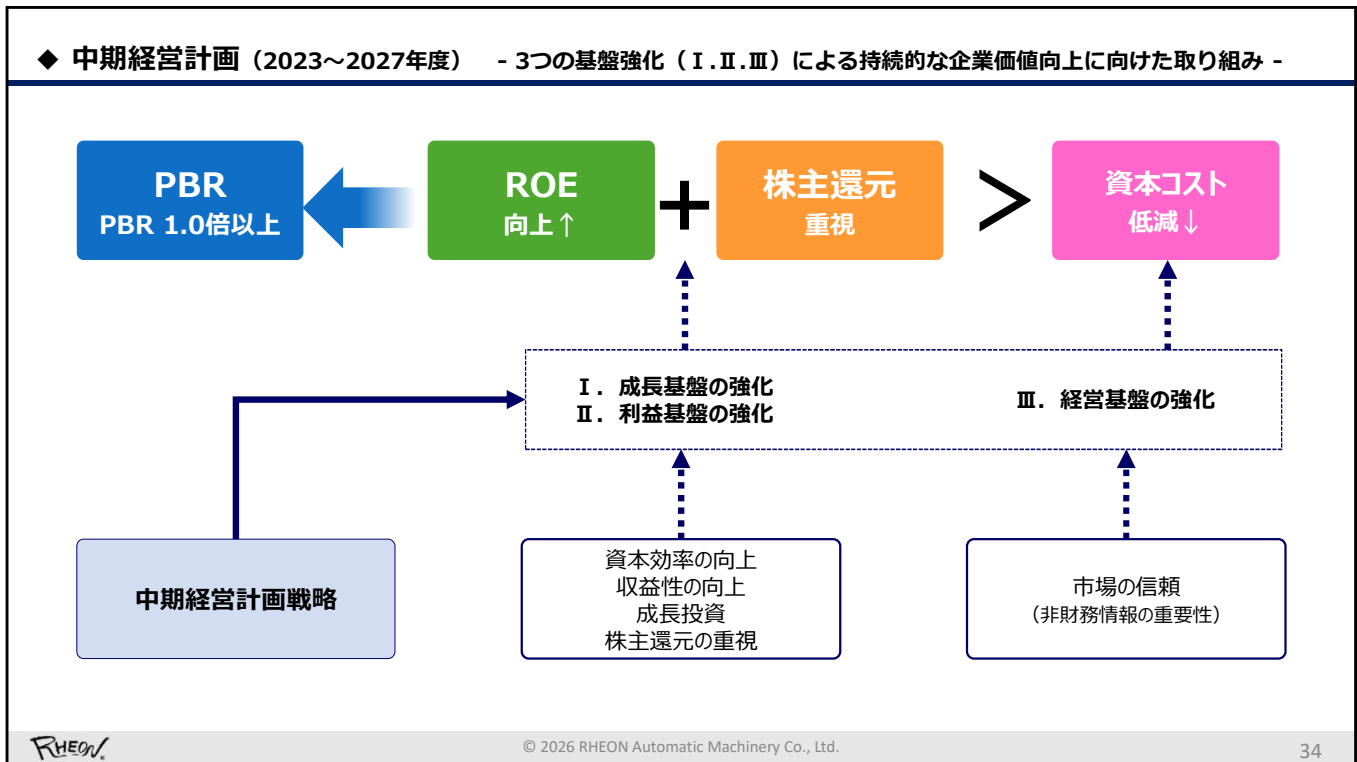 ◆ 中期経営計画（2023～2027年度）　- 3つの基盤強化（Ⅰ.Ⅱ.Ⅲ）による持続的な企業価値向上に向けた取り組み -
PBR
PBR 1.0倍以上
ROE
向上↑
＋
株主還元
重視
＞
資本コスト
低減↓
Ⅰ．成長基盤の強化
Ⅱ．利益基盤の強化
Ⅲ．経営基盤の強化
中期経営計画戦略
資本効率の向上
収益性の向上
成長投資
株主還元の重視
市場の信頼
（非財務情報の重要性）
RHEON
© 2026 RHEON Automatic Machinery Co., Ltd.
34